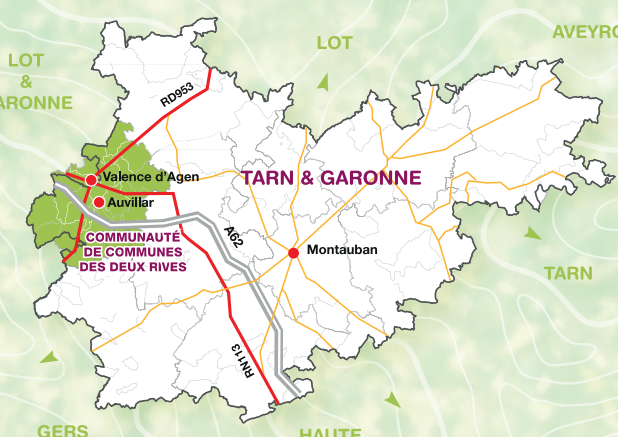 AVEYRO
LOT
LOT
&
ARONNE
RD953
Valence d'Agen
TARN & GARONNE
Auvillar
A62
COMMUNAUTÉ
DE COMMUNES
DES DEUX RIVES
Montauban
TARN
RN113
GERS
HAUTE